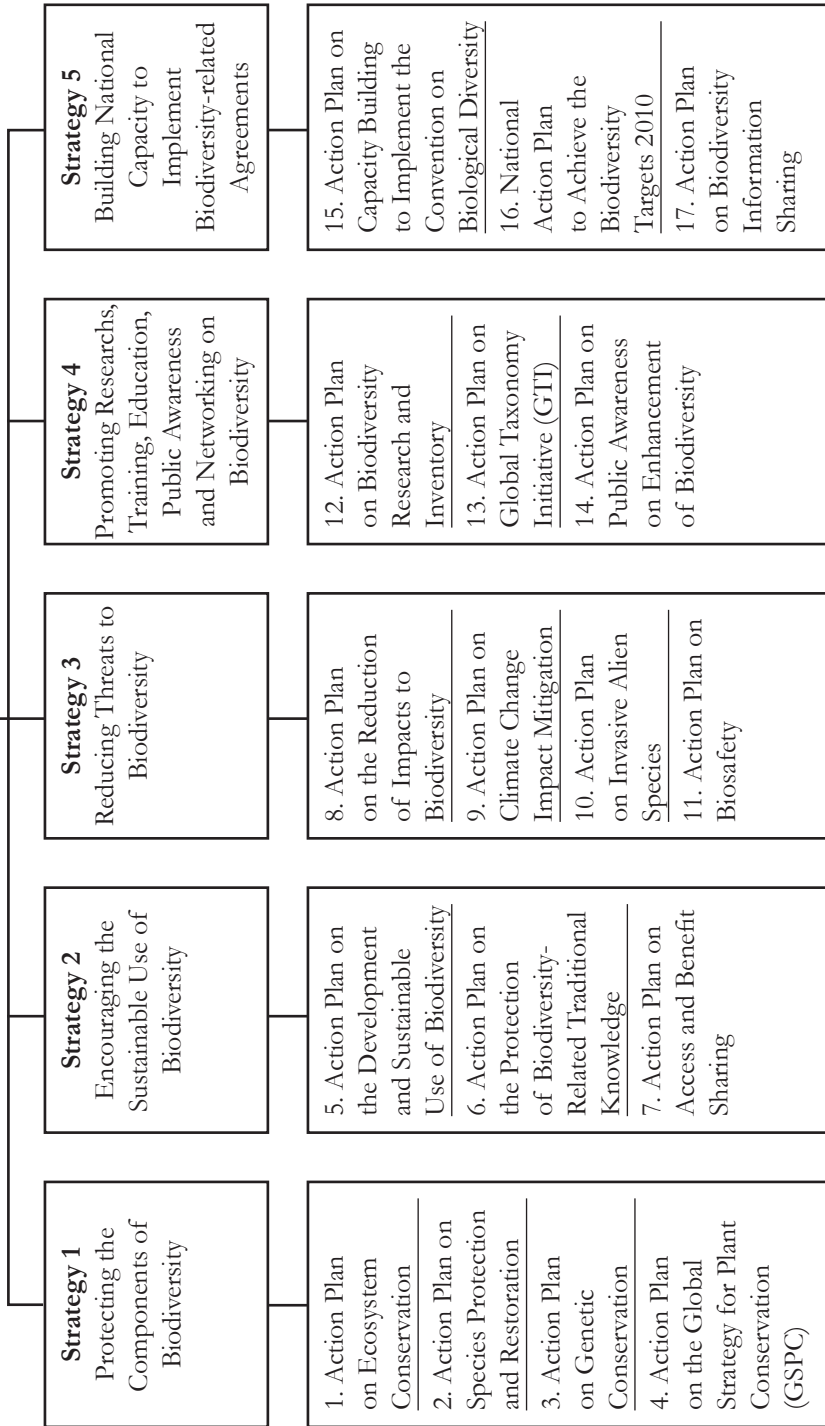 Strategy 1
Protecting the
Components of
Biodiversity
1. Action Plan
on Ecosystem
Conservation
2. Action Plan on
Species Protection
and Restoration
3. Action Plan
on Genetic
Conservation
4. Action Plan
on the Global
Strategy for Plant
Conservation
(GSPC)
Strategy 2
Encouraging the
Sustainable Use of
Biodiversity
5. Action Plan on
the Development
and Sustainable
Use of Biodiversity
6. Action Plan on
the Protection
of Biodiversity-
Related Traditional
Knowledge
7. Action Plan on
Access and Benefit
Sharing
Strategy 3
Reducing Threats to
Biodiversity
8. Action Plan
on the Reduction
of Impacts to
Biodiversity
9. Action Plan on
Climate Change
Impact Mitigation
10. Action Plan
on Invasive Alien
Species
11. Action Plan on
Biosafety
Strategy 4
Promoting Researchs,
Training, Education,
Public Awareness
and Networking on
Biodiversity
12. Action Plan
on Biodiversity
Research and
Inventory
13. Action Plan on
Global Taxonomy
Initiative (GTI)
14. Action Plan on
Public Awareness
on Enhancement
of Biodiversity
Strategy 5
Building National
Capacity to
Implement
Biodiversity-related
Agreements
15. Action Plan on
Capacity Building
to Implement the
Convention on
Biological Diversity
16. National
Action Plan
to Achieve the
Biodiversity
Targets 2010
17. Action Plan
on Biodiversity
Information
Sharing